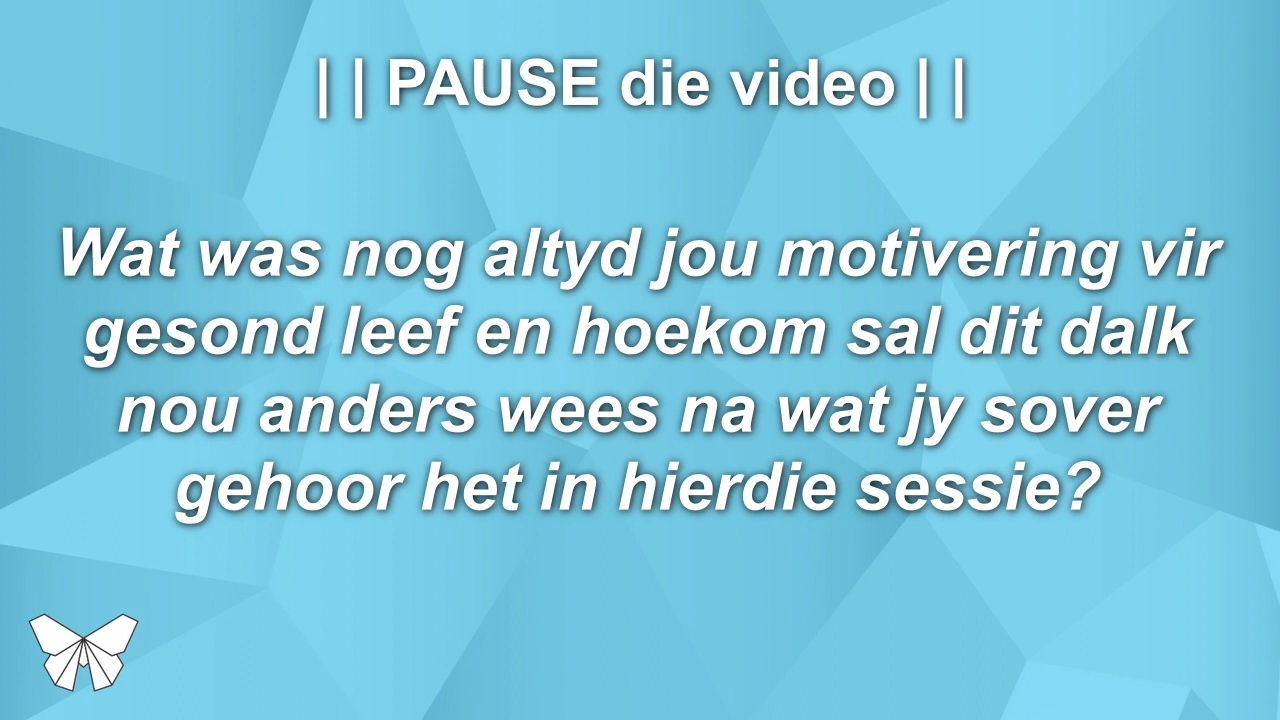 | | PAUSE die video | |
Wat was nog altyd jou motivering vir
gesond leef en hoekom sal dit dalk
nou anders wees na wat jy sover
gehoor het in hierdie sessie?